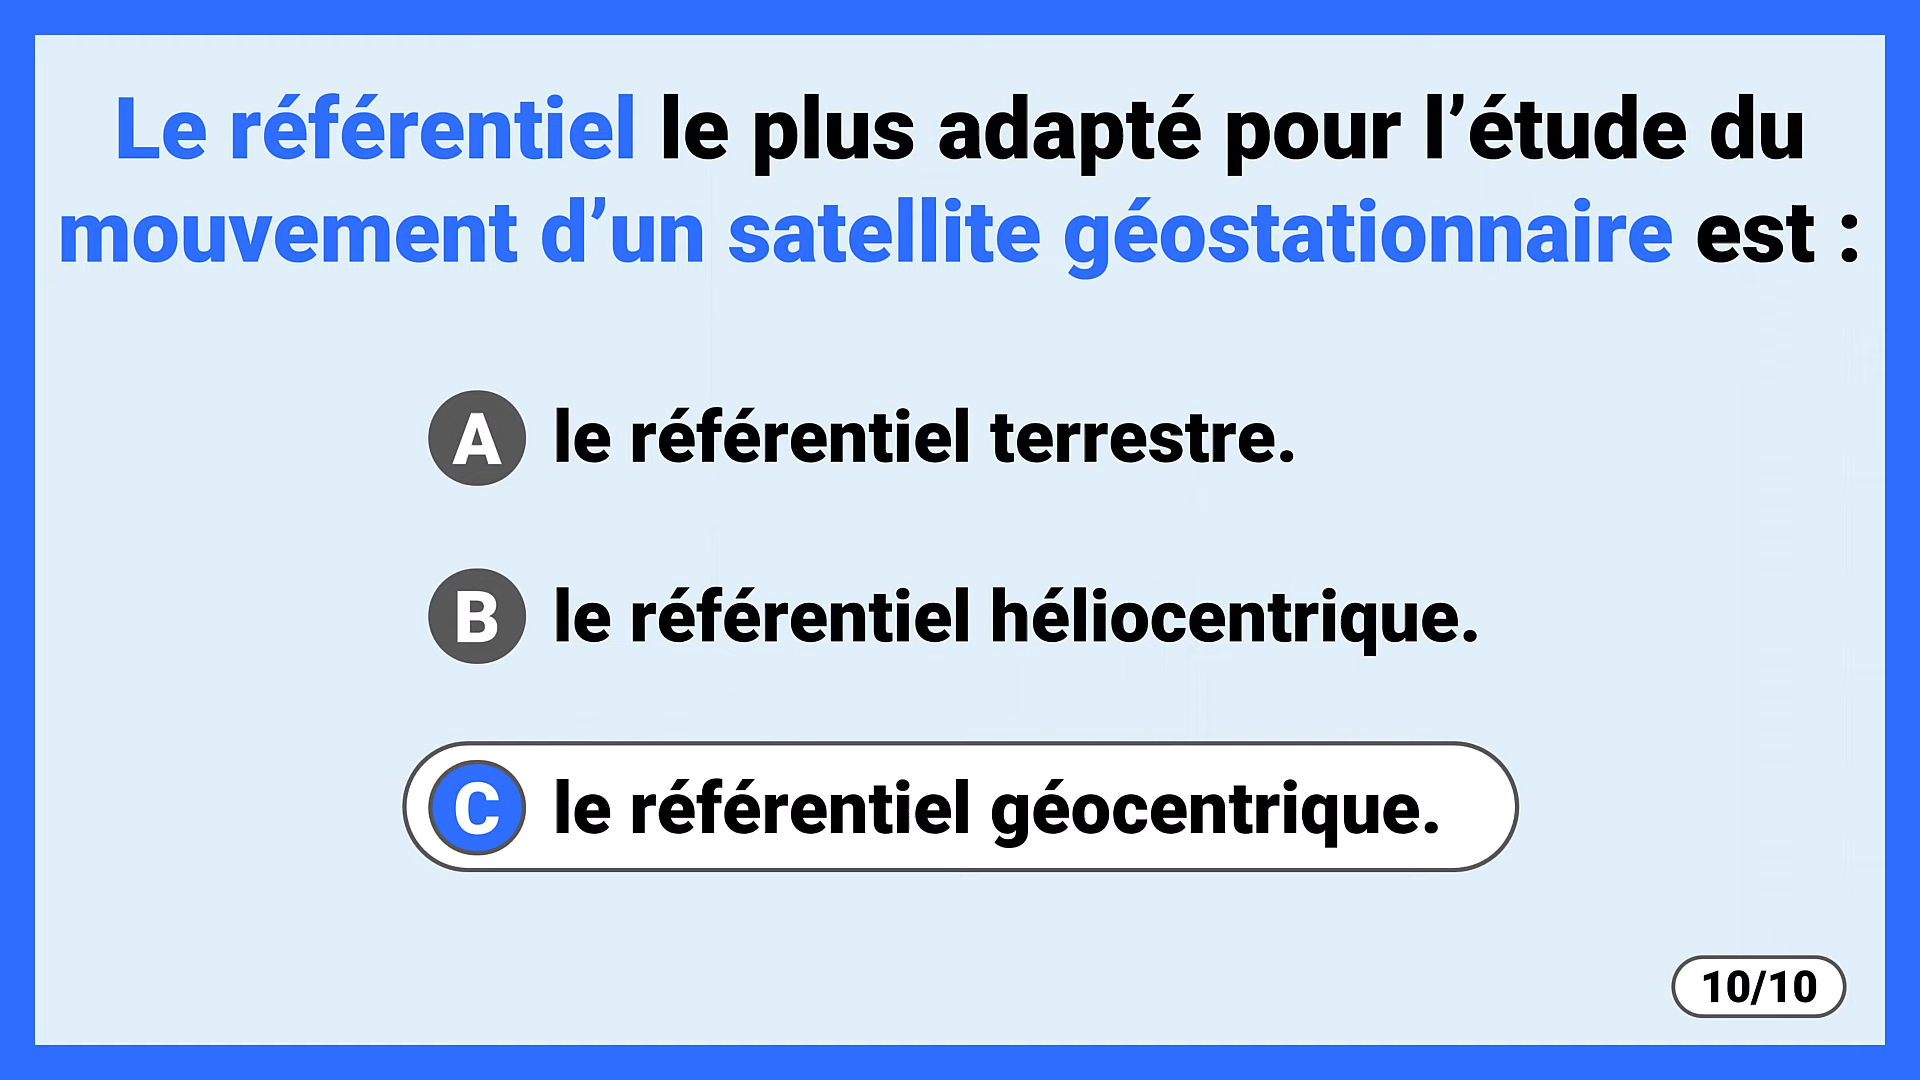 Le référentiel le plus adapté pour l’étude du
mouvement d’un satellite géostationnaire est :
A le référentiel terrestre.
B le référentiel héliocentrique.
C le référentiel géocentrique.
10/10